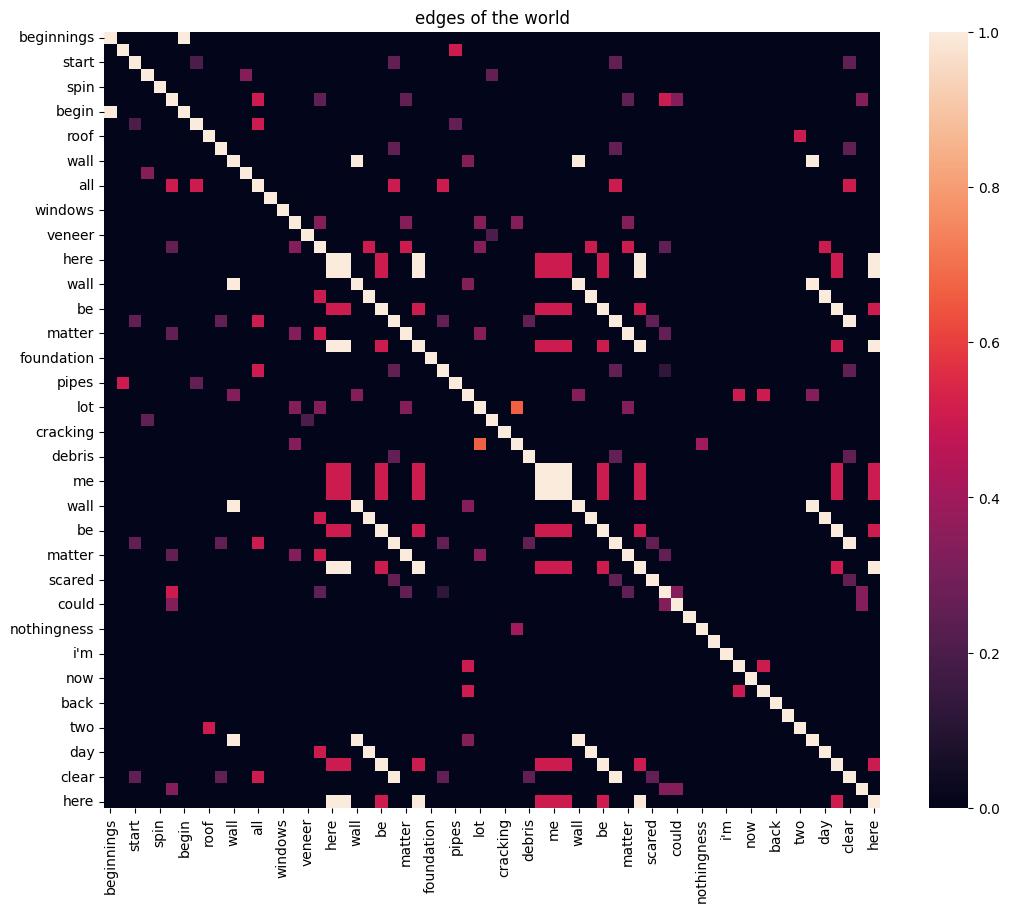 edges of the world
beginnings
start
spin
begin
roof
wall
all
windows
veneer
here
wall
be
matter
foundation
pipes
lot
cracking
debris
me
wall
be
matter
scared
could
nothingness
i'm
now
back
two
day
clear
here
1.0
0.8
0.6
0.4
0.2
0.0
beginnings
start
spin
begin
roof
wall
all
windows
veneer
here
wall
be
matter
foundation
pipes
lot
cracking
debris
me
wall
be
matter
scared
could
nothingness
i'm
now
back
two
day
clear
here